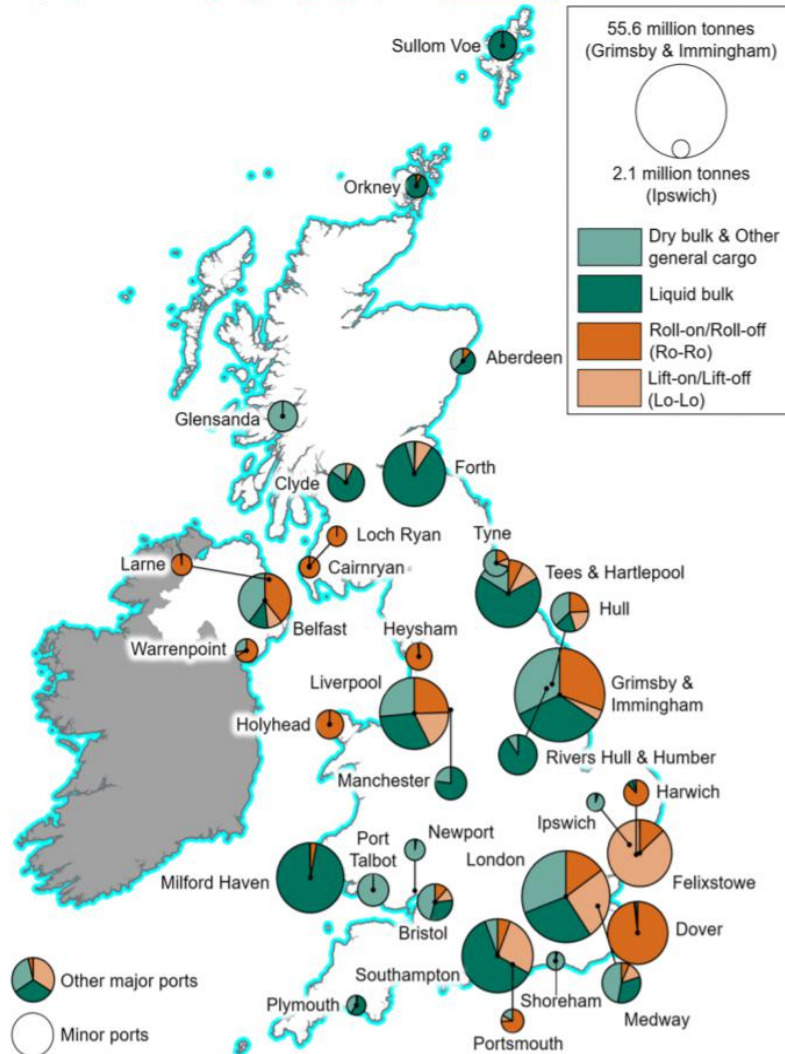 Sullom Voe
55.6 million tonnes
(Grimsby & Immingham)
2.1 million tonnes
(Ipswich)
Dry bulk & Other
general cargo
Liquid bulk
Roll-on/Roll-off
(Ro-Ro)
Lift-on/Lift-off
(Lo-Lo)
Orkney
Aberdeen
Glensanda
Clyde
Forth
Loch Ryan
Tyne
Larne
Cairnryan
Tees & Hartlepool
Hull
Belfast
Warrenpoint
Heysham
Liverpool
Grimsby &
Immingham
Holyhead
Rivers Hull & Humber
Manchester
Harwich
Ipswich
Newport
Port
Talbot
London
Milford Haven
Felixstowe
Bristol
Dover
Other major ports
Southampton
Shoreham
Medway
Plymouth
Portsmouth
Minor ports